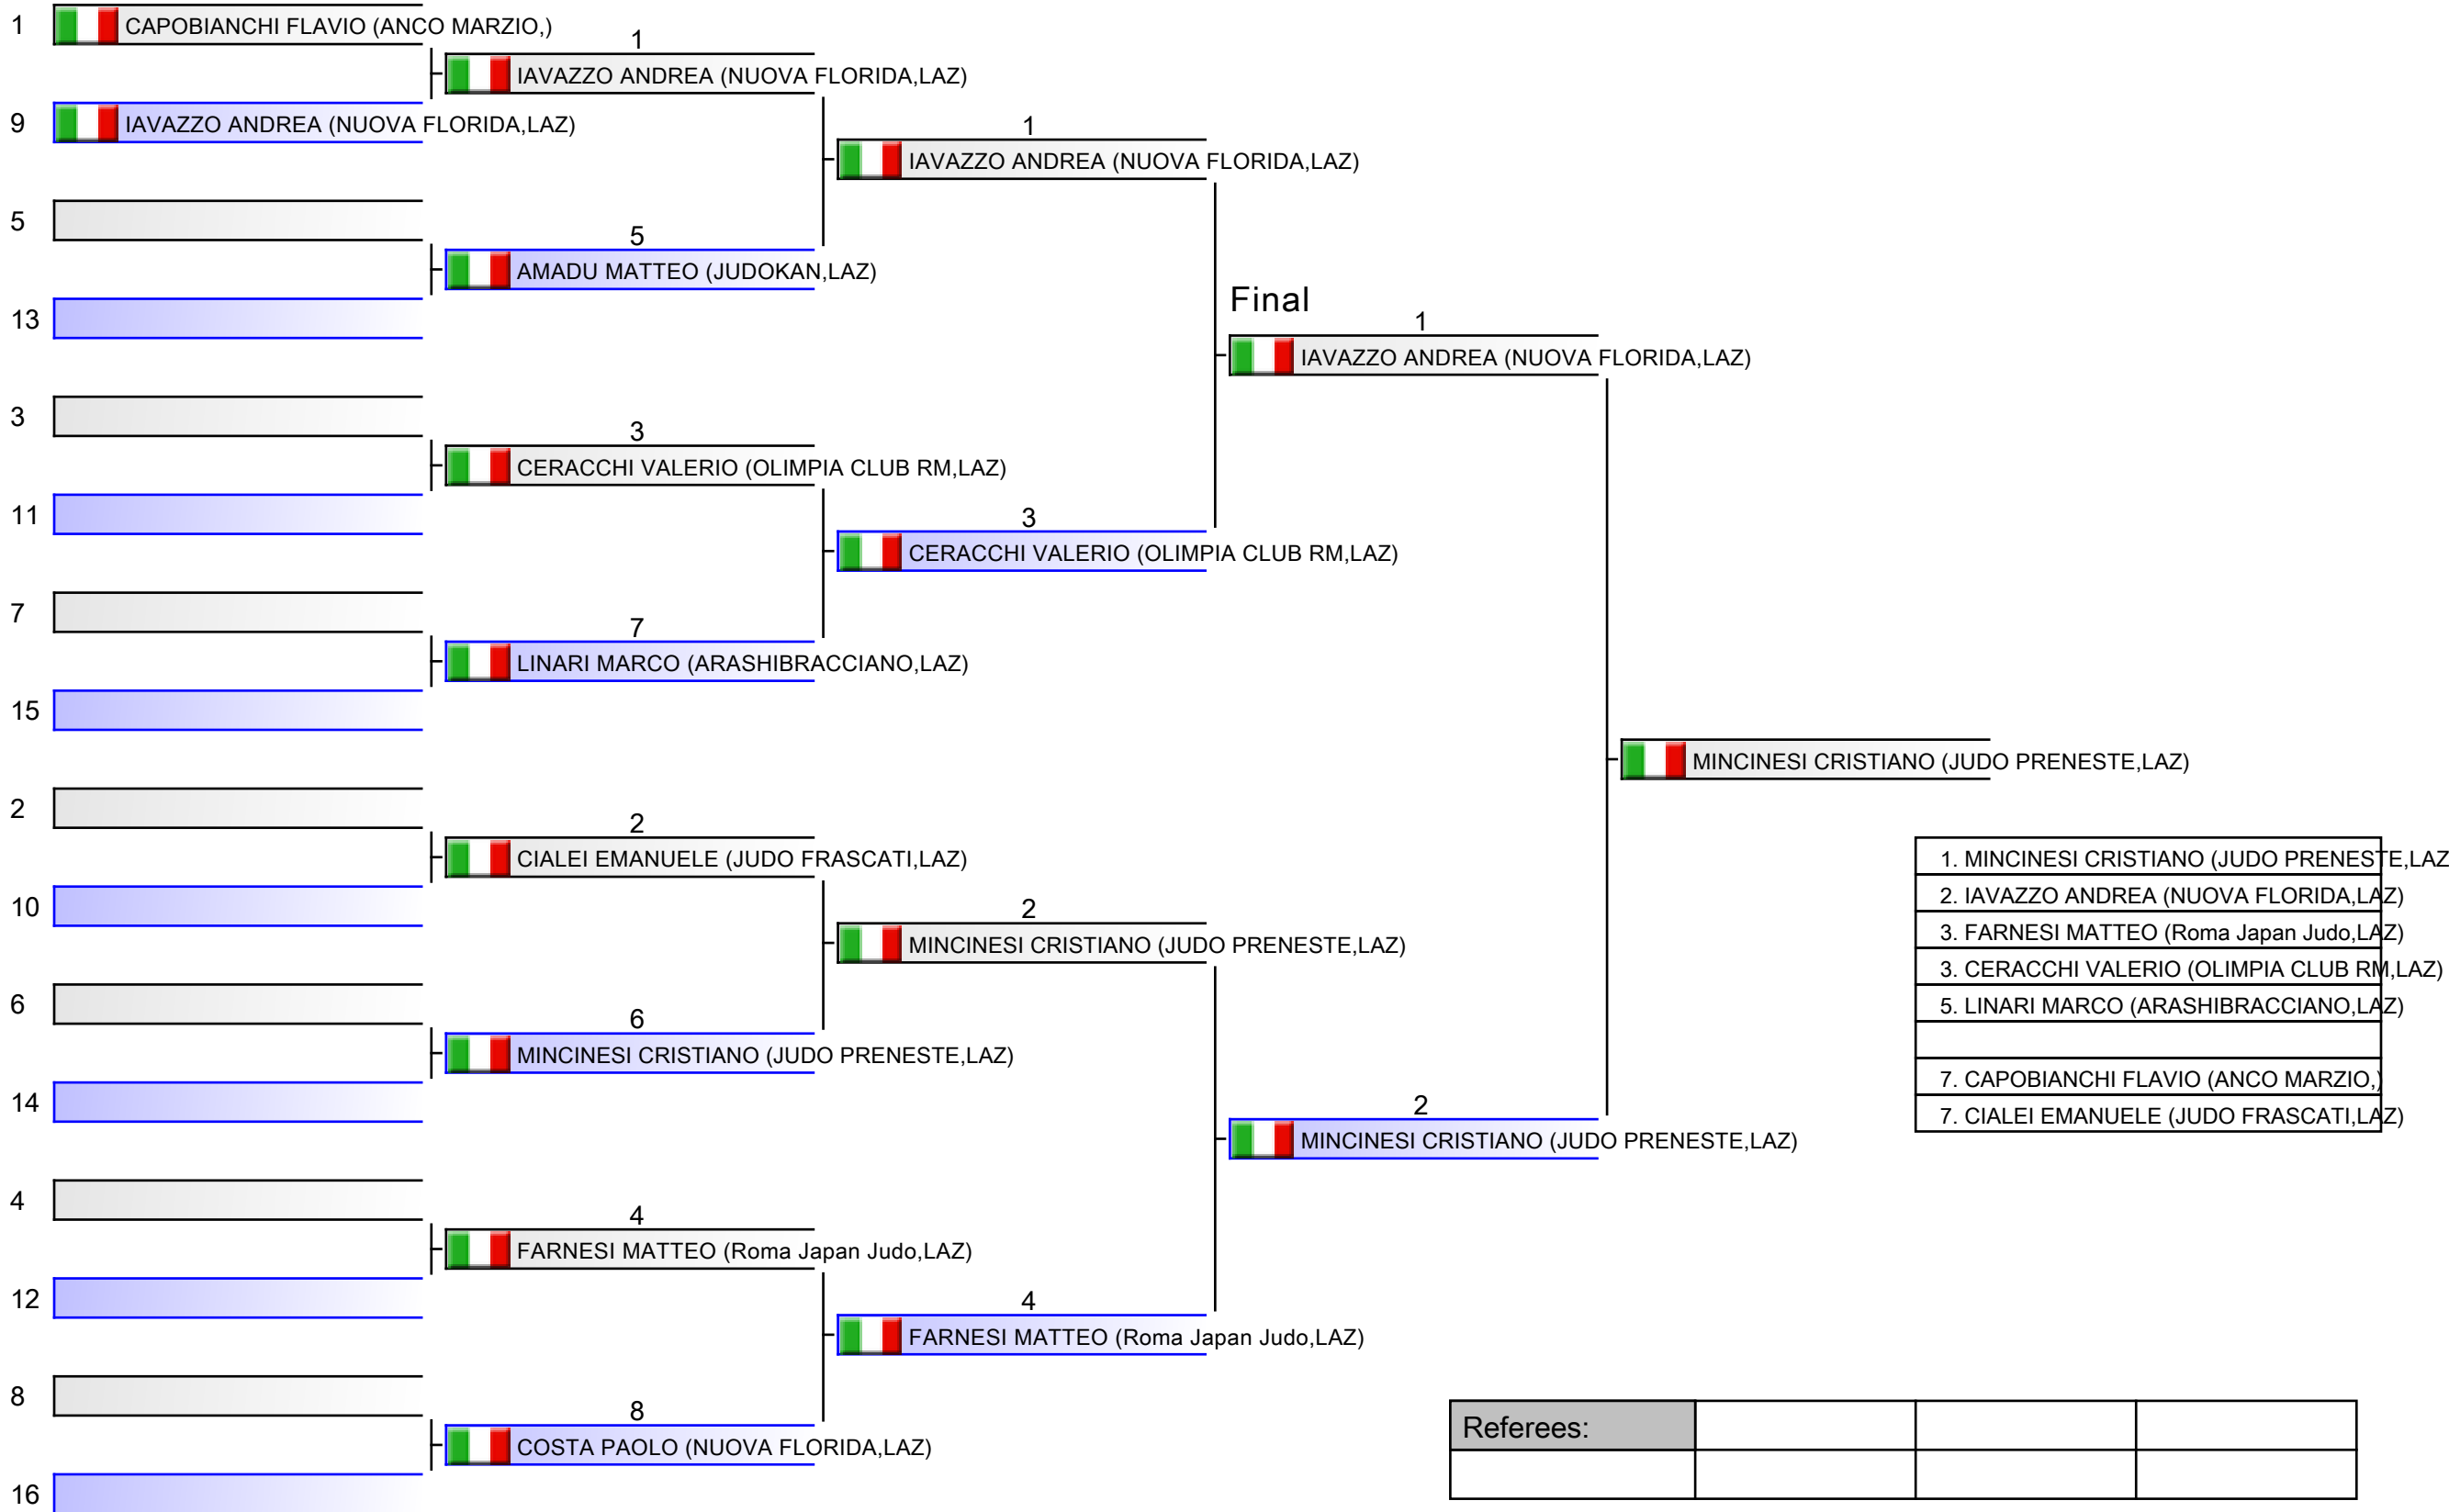 1 CAPOBIANCHI FLAVIO (ANCO MARZIO,)
1
IAVAZZO ANDREA (NUOVA FLORIDA,LAZ)
9 IAVAZZO ANDREA (NUOVA FLORIDA,LAZ)
1
IAVAZZO ANDREA (NUOVA FLORIDA,LAZ)
5
5
AMADU MATTEO (JUDOKAN,LAZ)
13
Final
1
IAVAZZO ANDREA (NUOVA FLORIDA,LAZ)
3
3
CERACCHI VALERIO (OLIMPIA CLUB RM,LAZ)
11
3
CERACCHI VALERIO (OLIMPIA CLUB RM,LAZ)
7
7
LINARI MARCO (ARASHIBRACCIANO,LAZ)
15
MINCINESI CRISTIANO (JUDO PRENESTE,LAZ)
2
2
CIALEI EMANUELE (JUDO FRASCATI,LAZ)
10
2
MINCINESI CRISTIANO (JUDO PRENESTE,LAZ)
6
6
MINCINESI CRISTIANO (JUDO PRENESTE,LAZ)
14
2
MINCINESI CRISTIANO (JUDO PRENESTE,LAZ)
4
4
FARNESI MATTEO (Roma Japan Judo,LAZ)
12
4
FARNESI MATTEO (Roma Japan Judo,LAZ)
8
8
COSTA PAOLO (NUOVA FLORIDA,LAZ)
16
1. MINCINESI CRISTIANO (JUDO PRENESTE,LAZ
2. IAVAZZO ANDREA (NUOVA FLORIDA,LAZ)
3. FARNESI MATTEO (Roma Japan Judo,LAZ)
3. CERACCHI VALERIO (OLIMPIA CLUB RM,LAZ)
5. LINARI MARCO (ARASHIBRACCIANO,LAZ)
7. CAPOBIANCHI FLAVIO (ANCO MARZIO,)
7. CIALEI EMANUELE (JUDO FRASCATI,LAZ)
Referees: